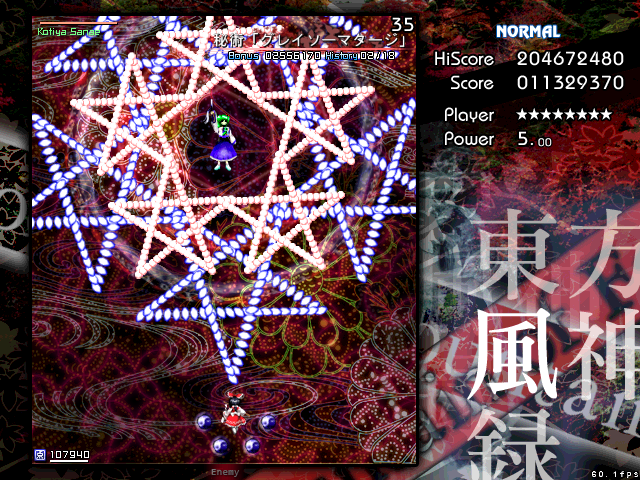 Kotiya Sanae
35
秘術「グレイソーマタージ」
Bonus 02556170 History 02/18
NORMAL
HiScore 204672480
Score 011329370
Player ★★★★★★★★
Power 5.00
東方
風神
録
107940
Enemy
60.1fps